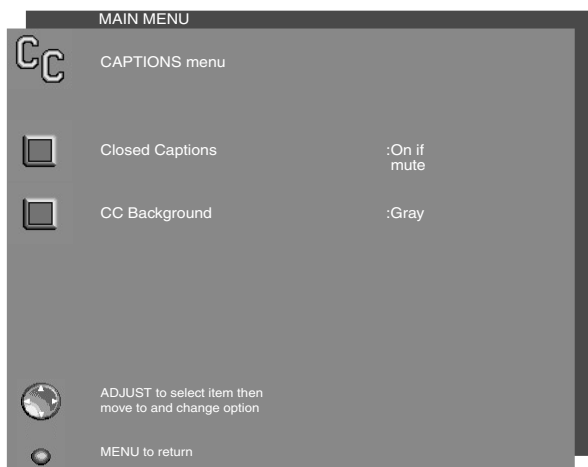 MAIN MENU
CC
CAPTIONS menu
Closed Captions :On if
mute
CC Background :Gray
ADJUST to select item then
move to and change option
MENU to return